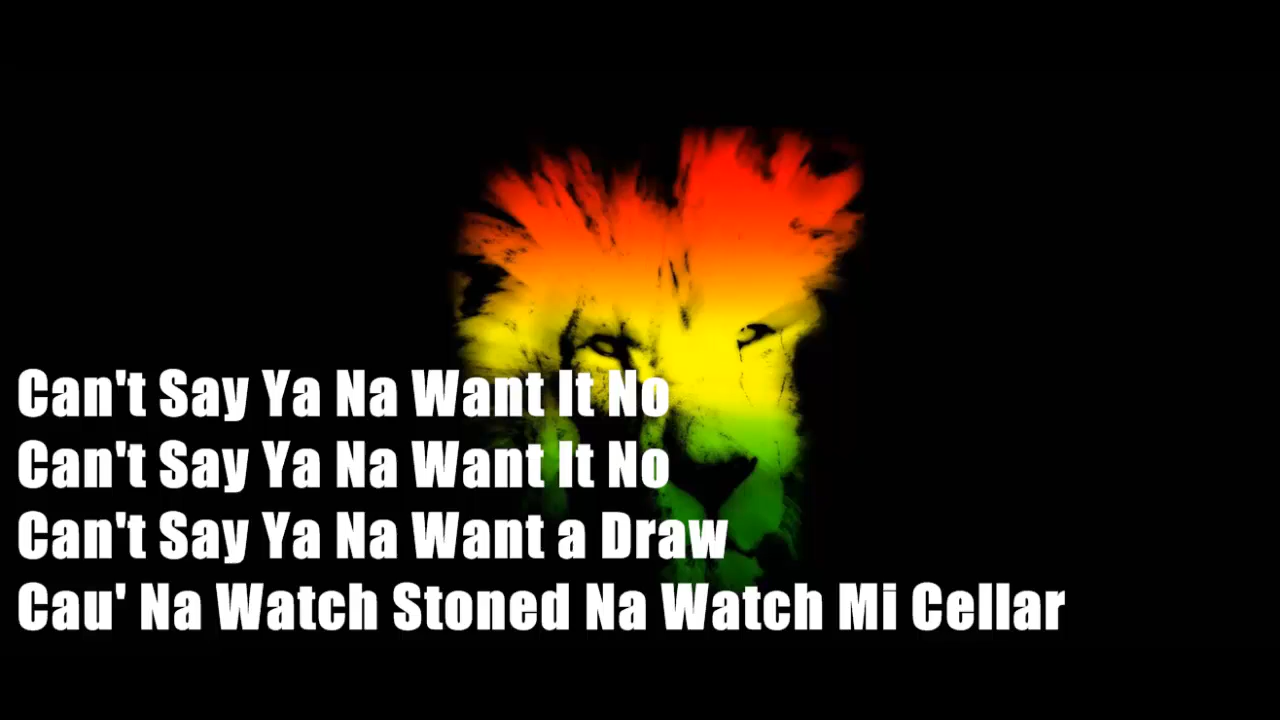 Can't Say Ya Na Want It No
Can't Say Ya Na Want It No
Can't Say Ya Na Want a Draw
Cau' Na Watch Stoned Na Watch Mi Cellar